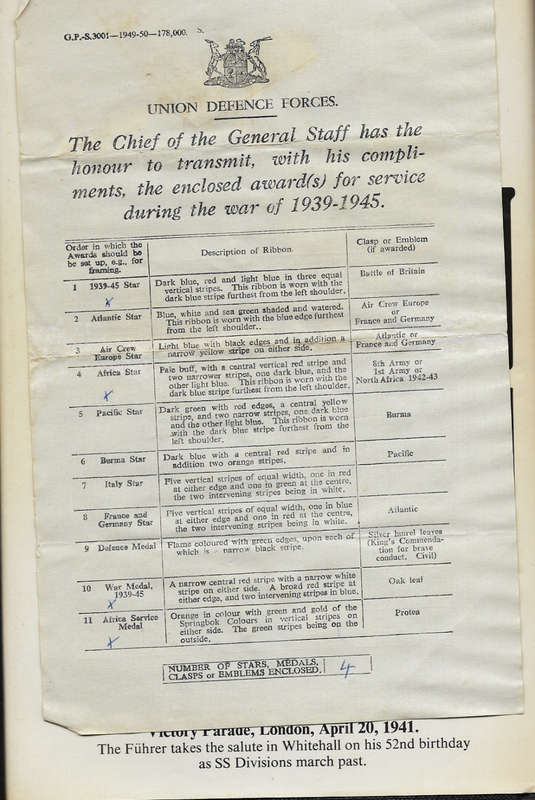 G.P.-S.3001—1949-50—178,000. S.
UNION DEFENCE FORCES.
The Chief of the General Staff has the
honour to transmit, with his compli-
ments, the enclosed award(s) for service
during the war of 1939-1945.
Order in which the
Awards should be
be set up, e.g., for
framing.
Description of Ribbon.
Clasp or Emblem
(if awarded)
1 1939-45 Star
x
Dark blue, red and light blue in three equal
vertical stripes. This ribbon is worn with the
dark blue stripe furthest from the left shoulder.
Battle of Britain
2 Atlantic Star
Blue, white and sea green shaded and watered.
This ribbon is worn with the blue edge furthest
from the left shoulder..
Air Crew Europe
or
France and Germany
3 Air Crew
Europe Star
Light blue with black edges and in addition a
narrow yellow stripe on either side.
Atlantic or
France and Germany
4 Africa Star
x
Pale buff, with a central vertical red stripe and
two narrower stripes, one dark blue, and the
other light blue. This ribbon is worn with the
dark blue stripe furthest from the left shoulder.
8th Army or
1st Army or
North Africa 1942-43
5 Pacific Star
Dark green with red edges, a central yellow
stripe, and two narrow stripes, one dark blue
and the other light blue. This ribbon is worn
with the dark blue stripe furthest from the
left shoulder.
Burma
6 Burma Star
Dark blue with a central red stripe and in
addition two orange stripes.
Pacific
7 Italy Star
Five vertical stripes of equal width, one in red
at either edge and one in green at the centre,
the two intervening stripes being in white.
8 France and
Germany Star
Five vertical stripes of equal width, one in blue
at either edge and one in red at the centre,
the two intervening stripes being in white.
Atlantic
9 Defence Medal
Flame coloured with green edges, upon each of
which is narrow black stripe.
Silver laurel leaves
(King's Commenda-
tion for brave
conduct. Civil)
10 War Medal,
1939-45
x
A narrow central red stripe with a narrow white
stripe on either side. A broad red stripe at
either edge, and two intervening stripes in blue.
Oak leaf
11 Africa Service
Medal
x
Orange in colour with green and gold of the
Springbok Colours in vertical stripes on
either side. The green stripes being on the
outside.
Protea
NUMBER OF STARS, MEDALS,
CLASPS or EMBLEMS ENCLOSED. 4
Victory Parade, London, April 20, 1941.
The Führer takes the salute in Whitehall on his 52nd birthday
as SS Divisions march past.